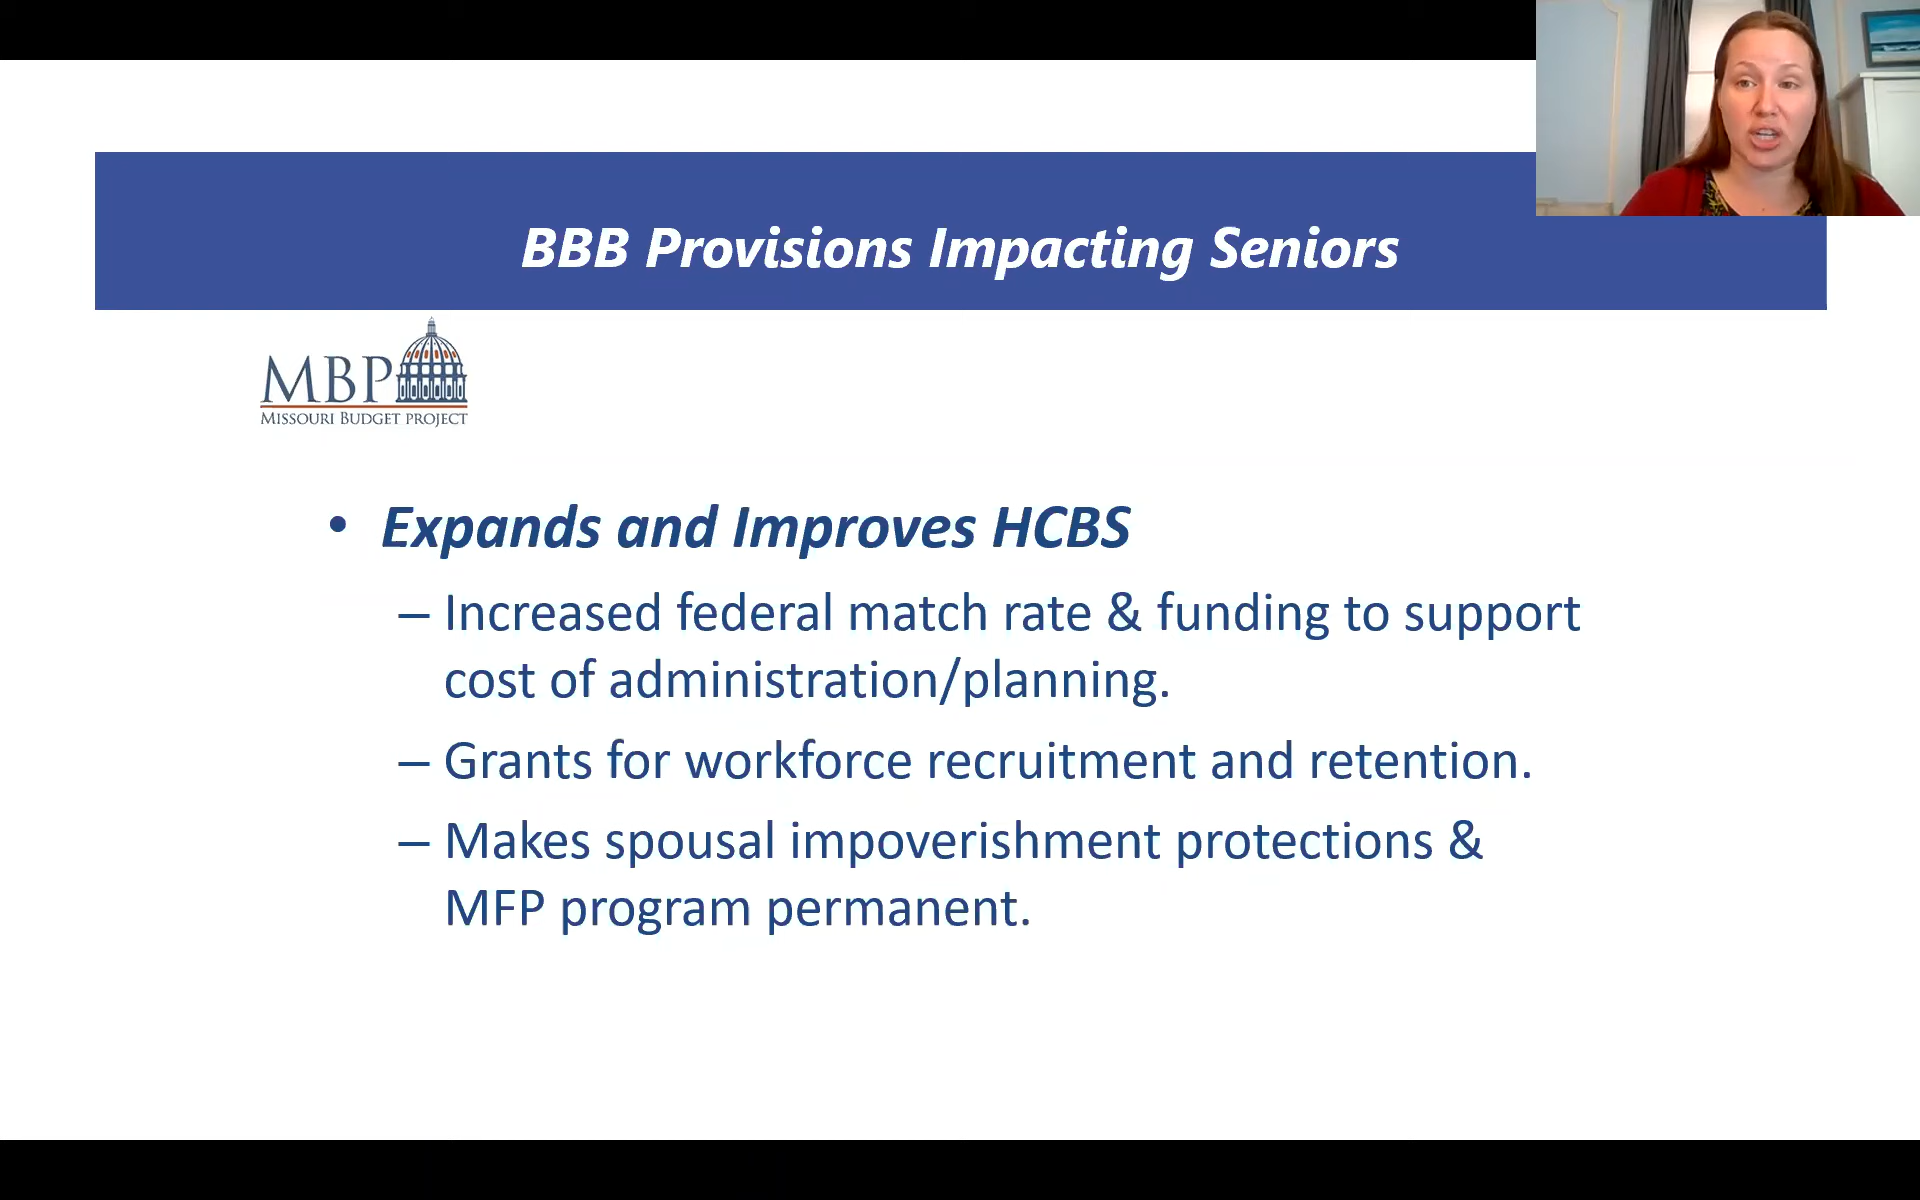 BBB Provisions Impacting Seniors
MBP
MISSOURI BUDGET PROJECT
• Expands and Improves HCBS
– Increased federal match rate & funding to support
cost of administration/planning.
– Grants for workforce recruitment and retention.
– Makes spousal impoverishment protections &
MFP program permanent.